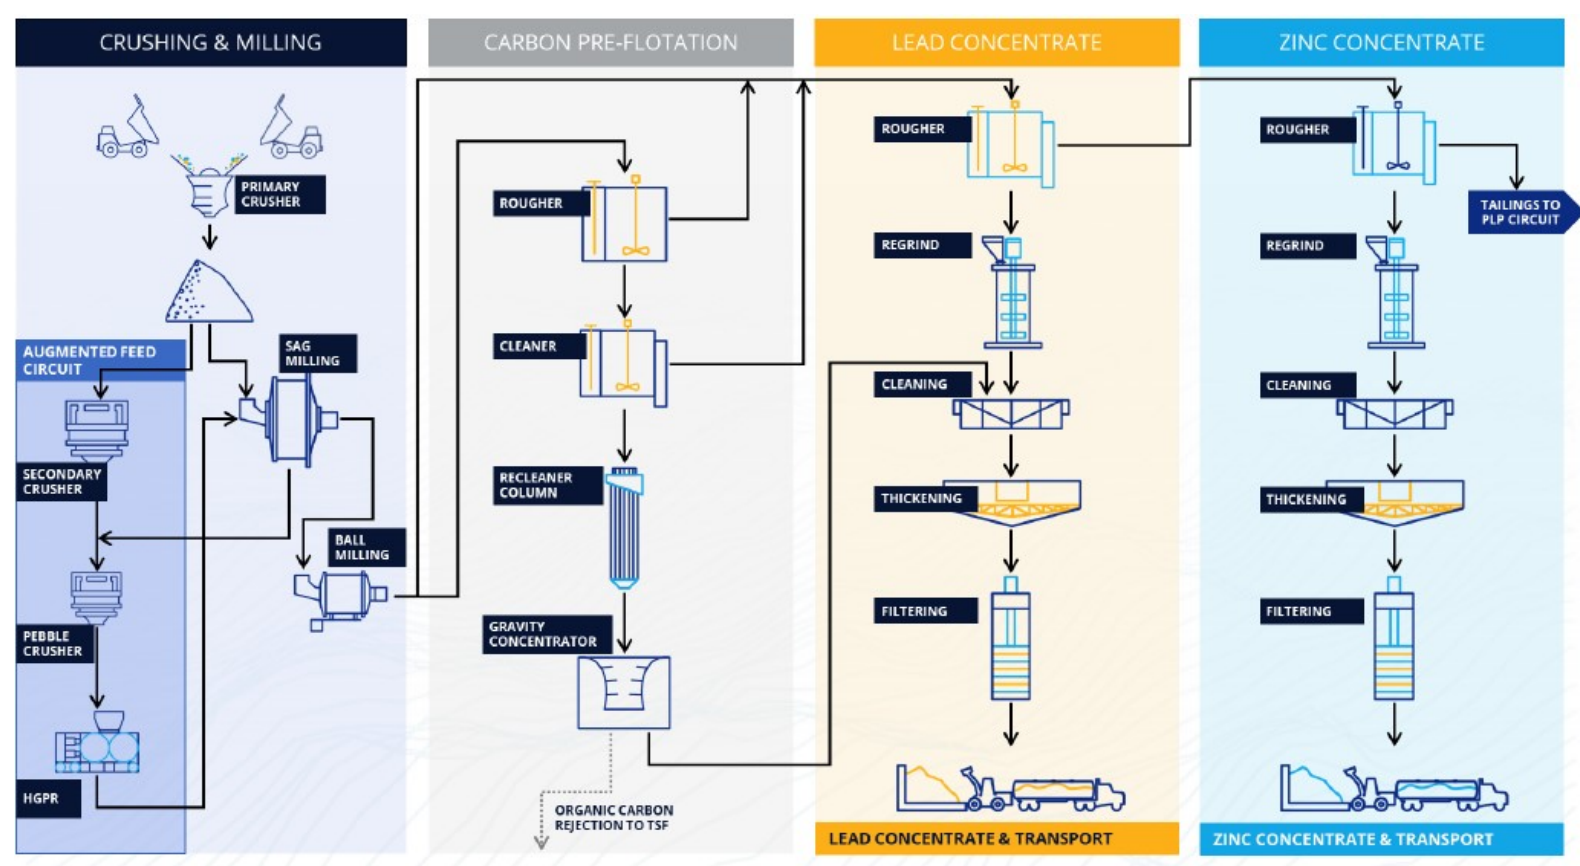 CRUSHING & MILLING
PRIMARY
CRUSHER
AUGMENTED FEED
CIRCUIT
SAG
MILLING
SECONDARY
CRUSHER
BALL
MILLING
PEBBLE
CRUSHER
HGPR
CARBON PRE-FLOTATION
ROUGHER
CLEANER
RECLEANER
COLUMN
GRAVITY
CONCENTRATOR
ORGANIC CARBON
REJECTION TO TSF
LEAD CONCENTRATE
ROUGHER
REGRIND
CLEANING
THICKENING
FILTERING
LEAD CONCENTRATE & TRANSPORT
ZINC CONCENTRATE
ROUGHER
TAILINGS TO
PLP CIRCUIT
REGRIND
CLEANING
THICKENING
FILTERING
ZINC CONCENTRATE & TRANSPORT